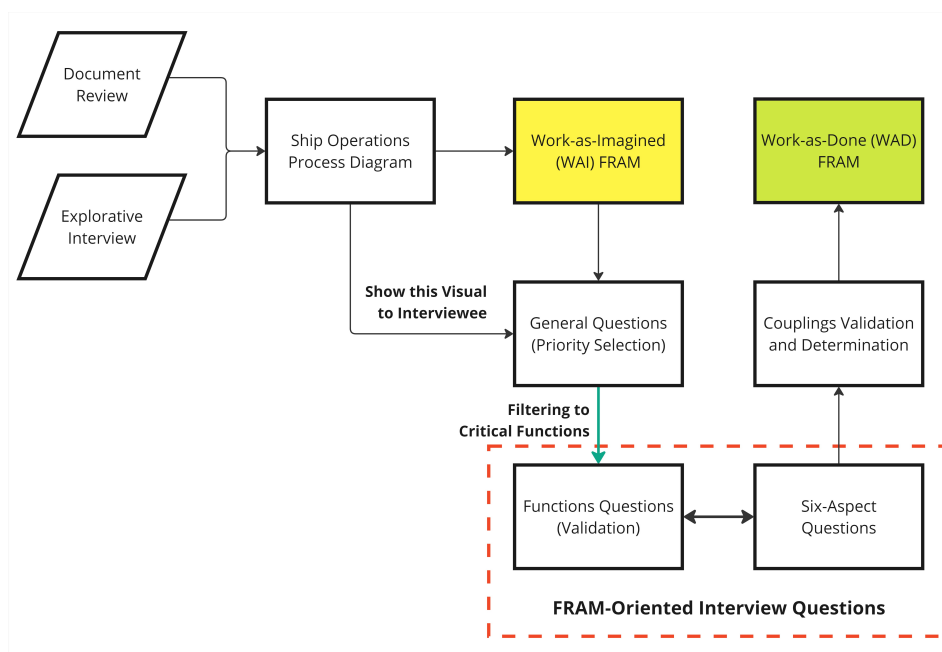 Document
Review
Explorative
Interview
Ship Operations
Process Diagram
Work-as-Imagined
(WAI) FRAM
Work-as-Done (WAD)
FRAM
Show this Visual
to Interviewee
General Questions
(Priority Selection)
Couplings Validation
and Determination
Filtering to
Critical Functions
Functions Questions
(Validation)
Six-Aspect
Questions
FRAM-Oriented Interview Questions